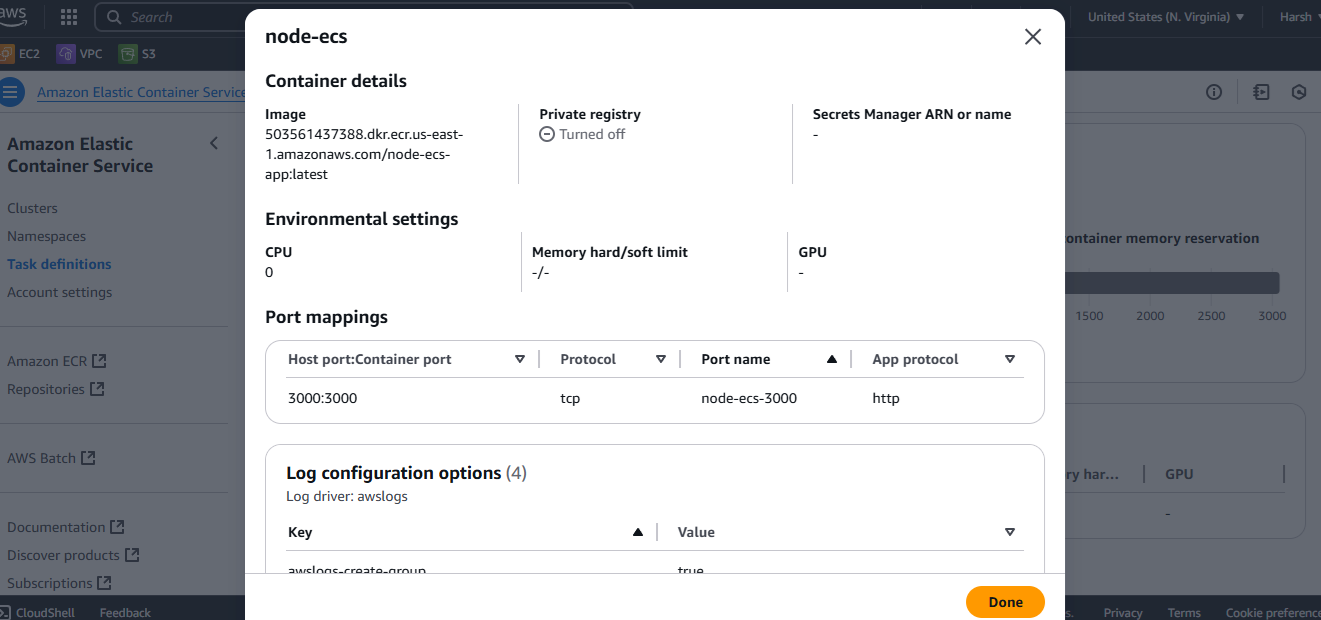 aws
Search
United States (N. Virginia)
Harsh
EC2
VPC
S3
Amazon Elastic Container Service
Amazon Elastic
Container Service
Clusters
Namespaces
Task definitions
Account settings
Amazon ECR
Repositories
AWS Batch
Documentation
Discover products
Subscriptions
CloudShell
Feedback
node-ecs
Container details
Image
503561437388.dkr.ecr.us-east-
1.amazonaws.com/node-ecs-
app:latest
Private registry
Turned off
Secrets Manager ARN or name
-
Environmental settings
CPU
0
Memory hard/soft limit
-/-
GPU
-
Port mappings
Host port:Container port Protocol Port name App protocol
3000:3000 tcp node-ecs-3000 http
Log configuration options (4)
Log driver: awslogs
Key Value
awslogs-create-group true
Done
ontainer memory reservation
1500 2000 2500 3000
ry har... GPU
-
s.
Privacy
Terms
Cookie preference